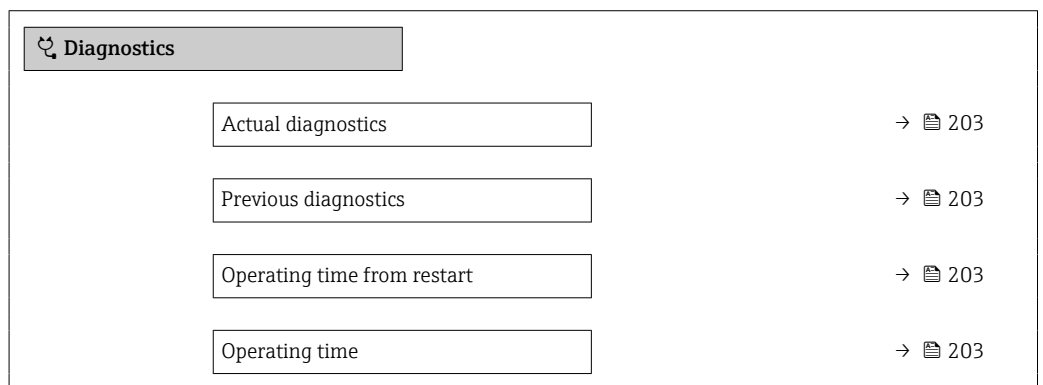 Diagnostics
Actual diagnostics → 203
Previous diagnostics → 203
Operating time from restart → 203
Operating time → 203